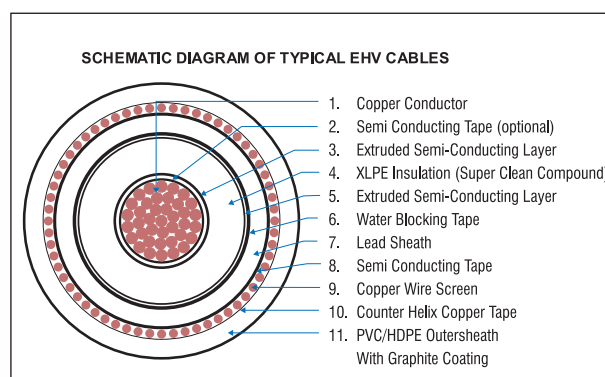 SCHEMATIC DIAGRAM OF TYPICAL EHV CABLES
1. Copper Conductor
2. Semi Conducting Tape (optional)
3. Extruded Semi-Conducting Layer
4. XLPE Insulation (Super Clean Compound)
5. Extruded Semi-Conducting Layer
6. Water Blocking Tape
7. Lead Sheath
8. Semi Conducting Tape
9. Copper Wire Screen
10. Counter Helix Copper Tape
11. PVC/HDPE Outersheath
With Graphite Coating